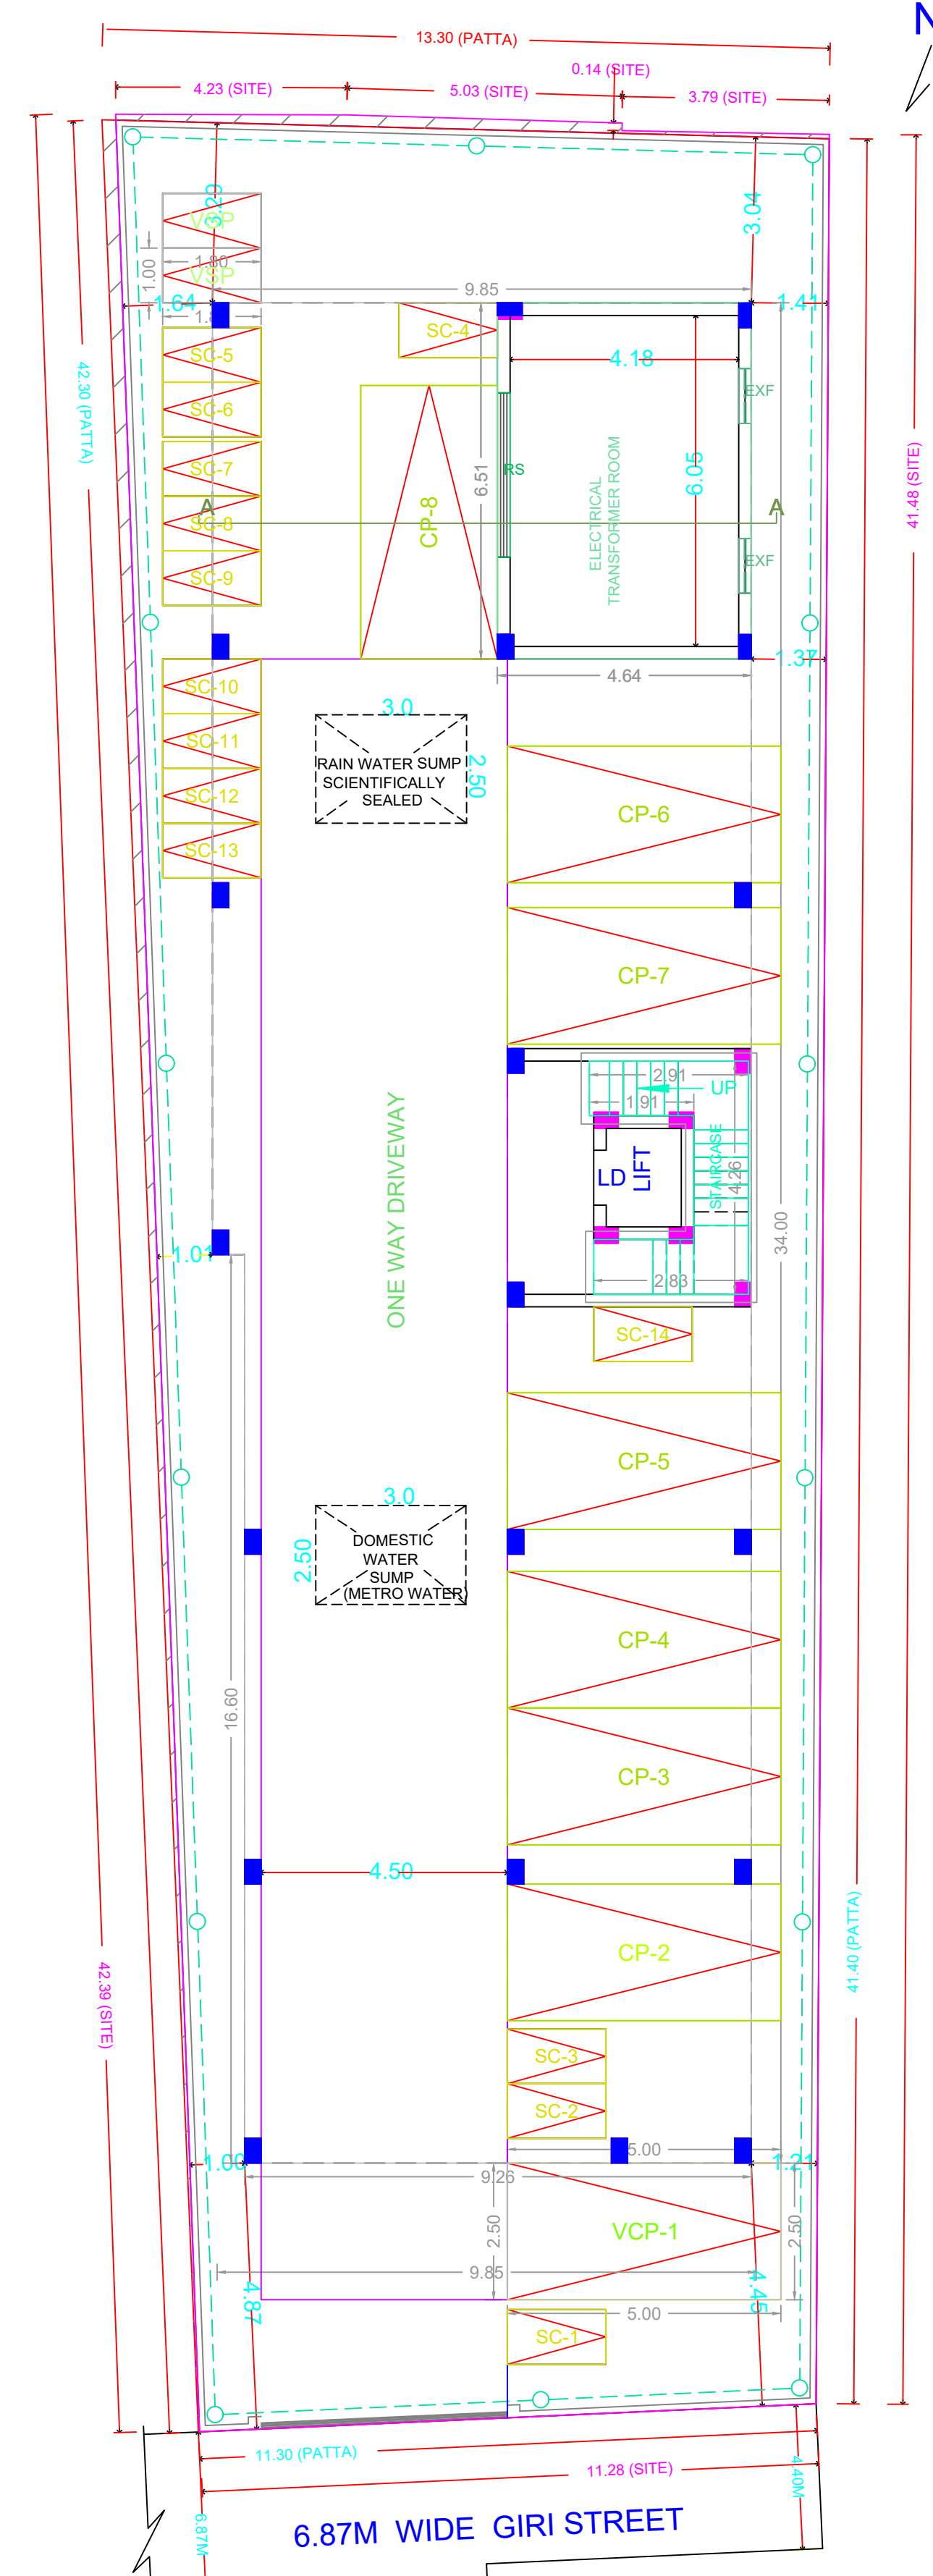 N
13.30 (PATTA)
0.14 (SITE)
4.23 (SITE)
5.03 (SITE)
3.79 (SITE)
3.20
3.04
VSP
1.80
VSP
1.00
9.85
1.64
1.41
SC-4
4.18
SC-5
SC-6
EXF
42.30 (PATTA)
41.48 (SITE)
SC-7
RS
6.51
6.05
A
A
SC-8
CP-8
ELECTRICAL
TRANSFORMER ROOM
EXF
SC-9
1.37
4.64
SC-10
3.0
SC-11
RAIN WATER SUMP
SCIENTIFICALLY
SEALED
2.50
SC-12
CP-6
SC-13
CP-7
2.91
UP
1.91
ONE WAY DRIVEWAY
LD
LIFT
STAIRCASE
4.26
34.00
1.01
2.83
SC-14
CP-5
3.0
DOMESTIC
WATER
SUMP
(METRO WATER)
2.50
CP-4
16.60
CP-3
4.50
CP-2
41.40 (PATTA)
42.39 (SITE)
SC-3
SC-2
5.00
1.00
1.21
9.26
2.50
VCP-1
2.50
9.85
4.87
4.45
5.00
SC-1
11.30 (PATTA)
11.28 (SITE)
4.40M
6.87M
6.87M WIDE GIRI STREET